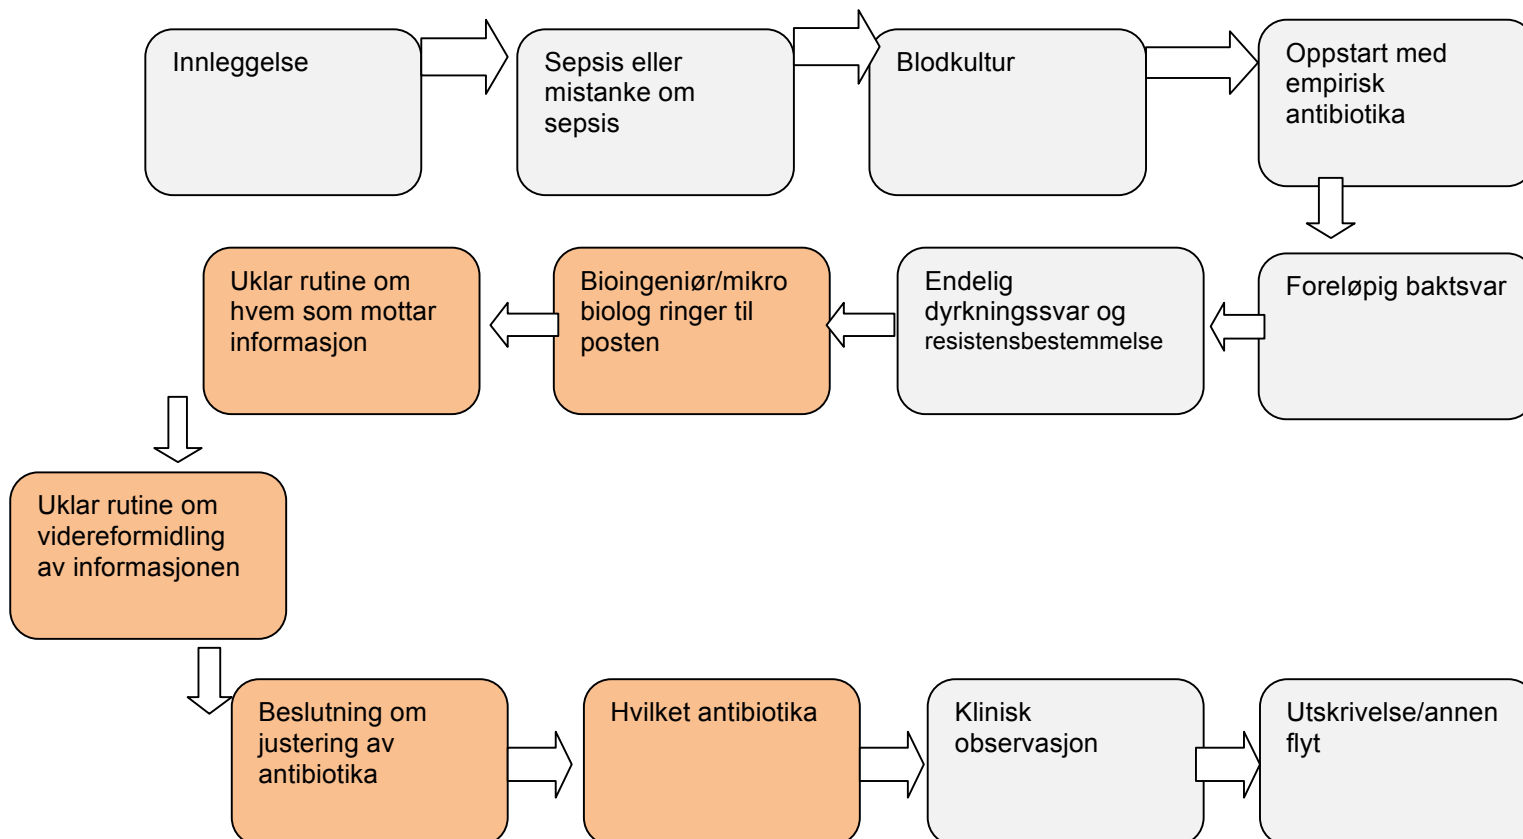 Innleggelse
Sepsis eller
mistanke om
sepsis
Blodkultur
Oppstart med
empirisk
antibiotika
Foreløpig baktsvar
Endelig
dyrkningssvar og
resistensbestemmelse
Bioingeniør/mikro
biolog ringer til
posten
Uklar rutine om
hvem som mottar
informasjon
Uklar rutine om
videreformidling
av informasjonen
Beslutning om
justering av
antibiotika
Hvilket antibiotika
Klinisk
observasjon
Utskrivelse/annen
flyt